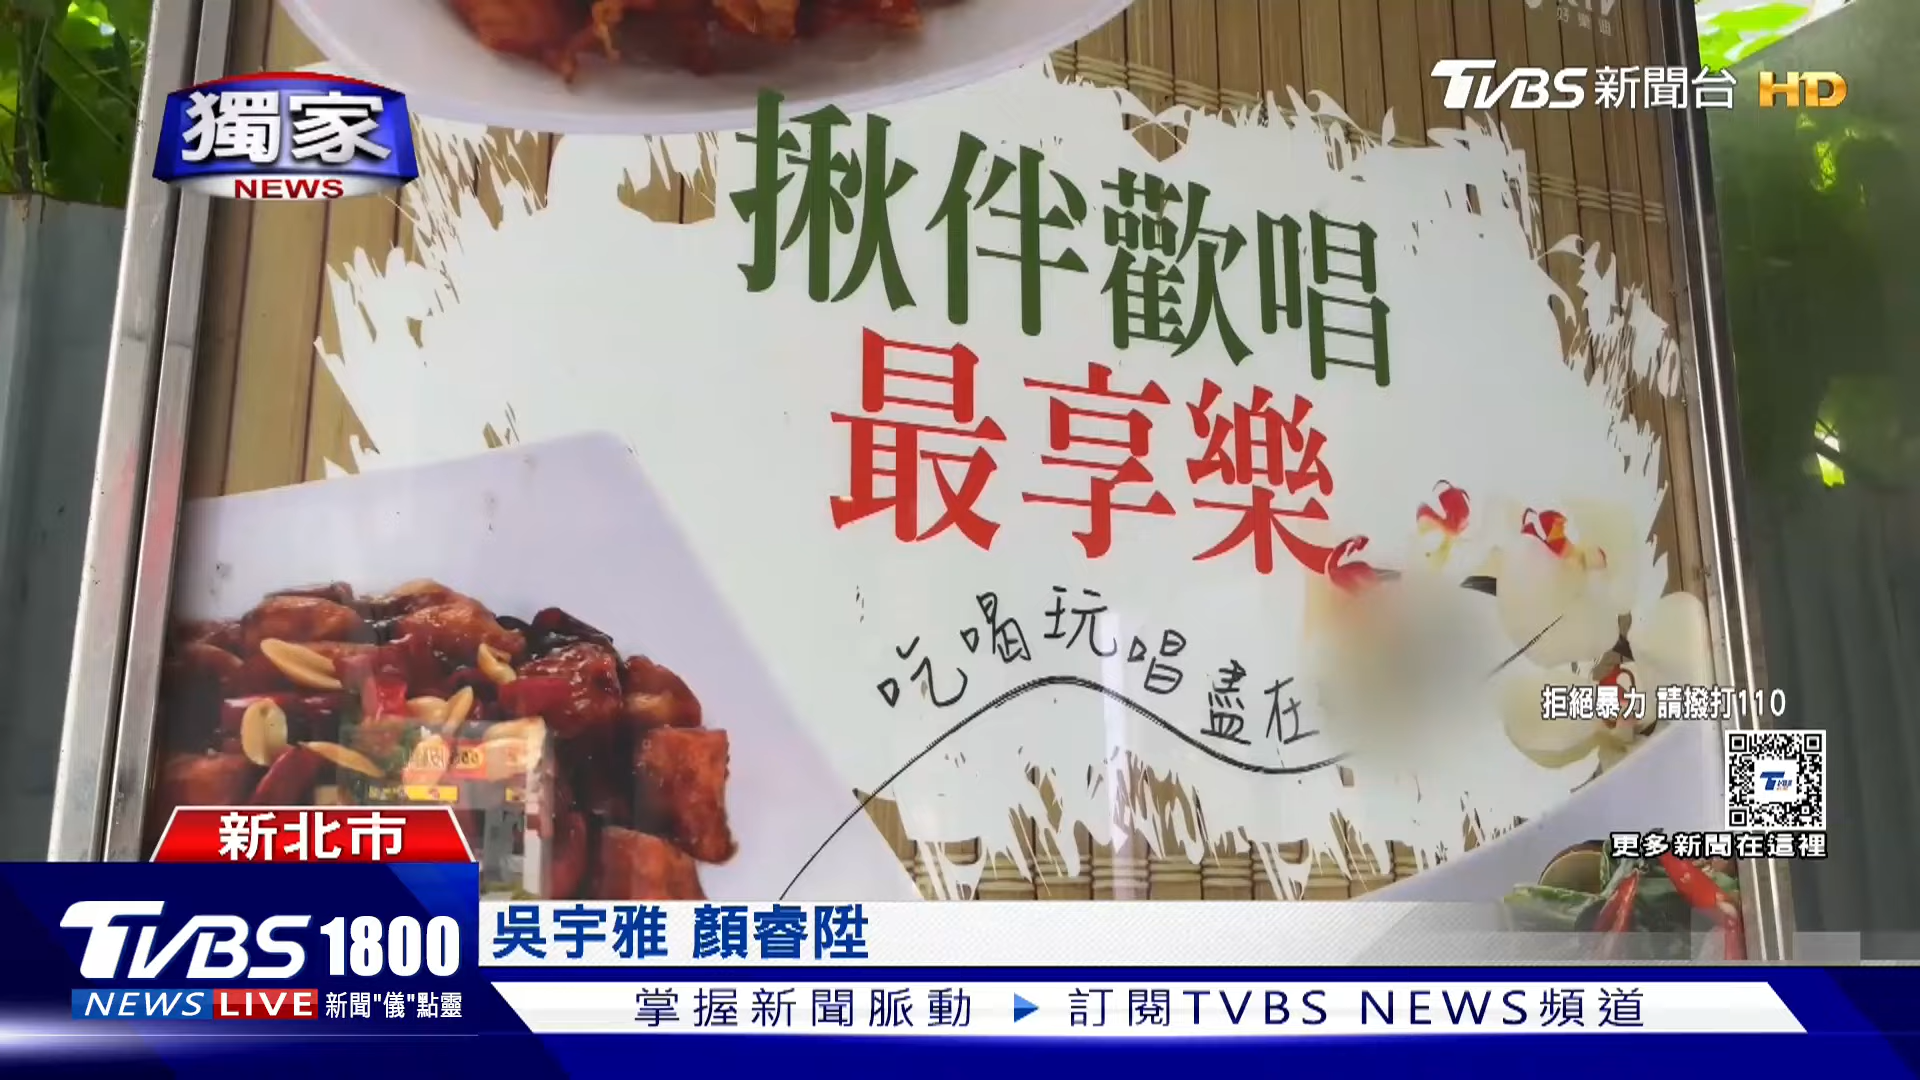 獨家
NEWS
TVBS新聞台 HD
揪伴歡唱
最享樂
吃喝玩唱盡在
拒絕暴力 請撥打110
更多新聞在這裡
新北市
TVBS 1800
NEWS LIVE 新聞"儀"點靈
吳宇雅 顏睿陞
掌握新聞脈動 ▶ 訂閱TVBS NEWS頻道